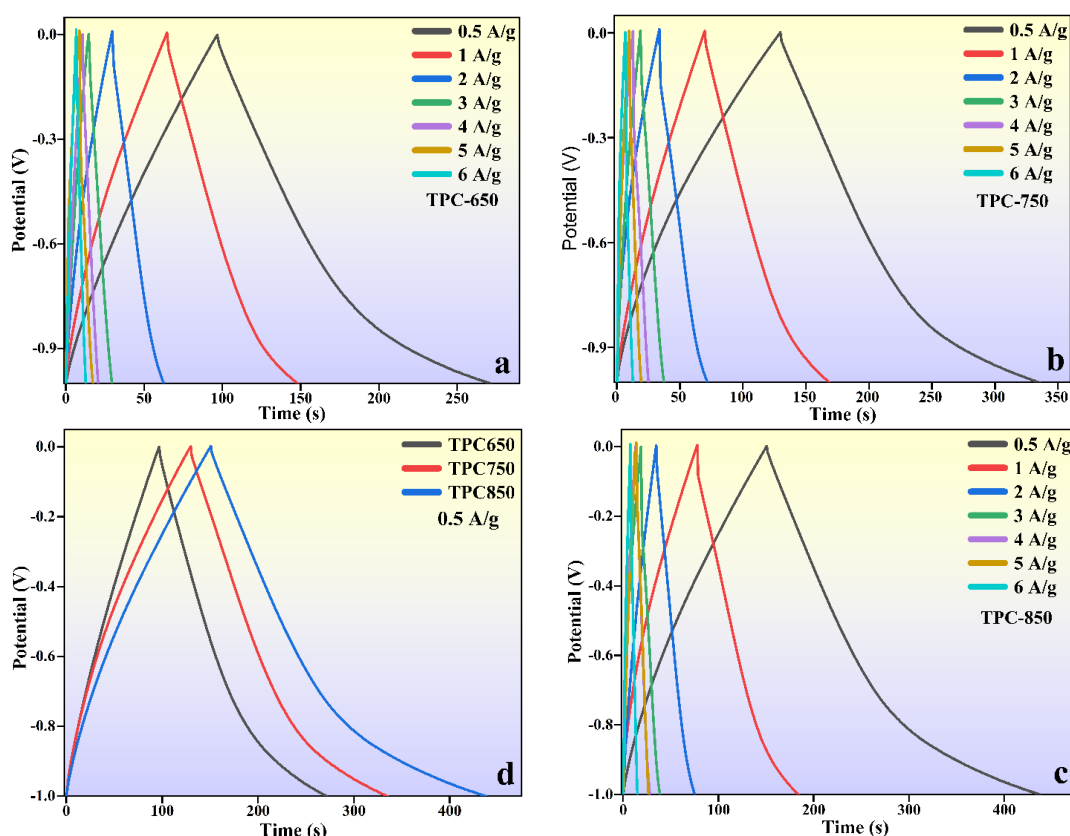 0.5 A/g
1 A/g
2 A/g
3 A/g
4 A/g
5 A/g
6 A/g
TPC-650
a
0.0
-0.3
-0.6
-0.9
Potential (V)
0 50 100 150 200 250
Time (s)
0.5 A/g
1 A/g
2 A/g
3 A/g
4 A/g
5 A/g
6 A/g
TPC-750
b
0.0
-0.3
-0.6
-0.9
Potential (V)
0 50 100 150 200 250 300 350
Time (s)
TPC650
TPC750
TPC850
0.5 A/g
d
0.0
-0.2
-0.4
-0.6
-0.8
-1.0
Potential (V)
0 100 200 300 400
Time (s)
0.5 A/g
1 A/g
2 A/g
3 A/g
4 A/g
5 A/g
6 A/g
TPC-850
c
0.0
-0.2
-0.4
-0.6
-0.8
-1.0
Potential (V)
0 100 200 300 400
Time (s)